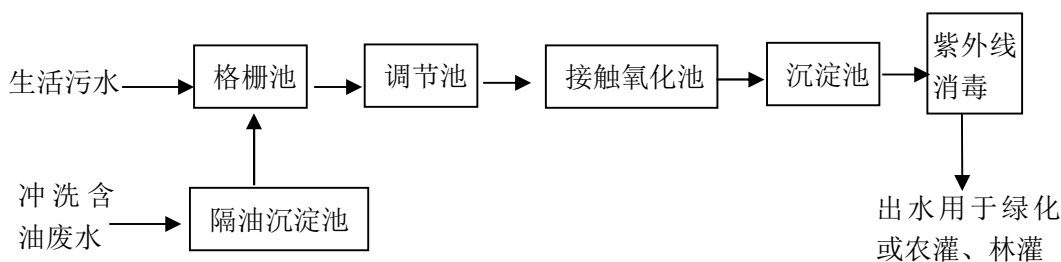 生活污水
格栅池
调节池
接触氧化池
沉淀池
紫外线
消毒
冲洗含
油废水
隔油沉淀池
出水用于绿化
或农灌、林灌